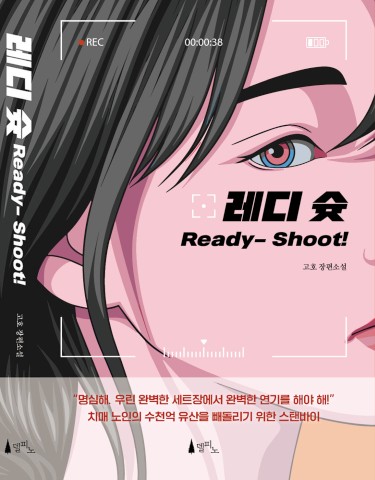 REC
00:00:38
레디 슛
Ready- Shoot!
고호 장편소설
레디 슛
Ready- Shoot!
고호 장편소설
“명심해. 우린 완벽한 세트장에서 완벽한 연기를 해야 해!”
치매 노인의 수천억 유산을 빼돌리기 위한 스탠바이
델피노
델피노